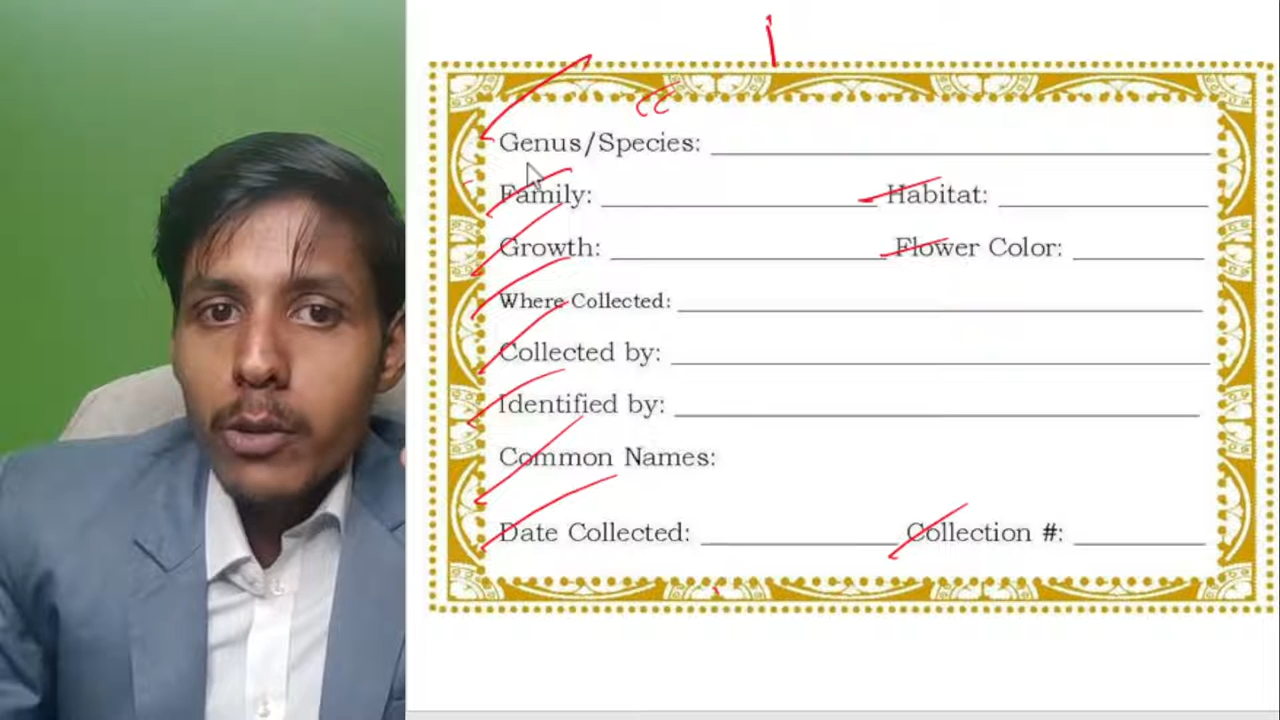 Genus/Species:
Family: Habitat:
Growth: Flower Color:
Where Collected:
Collected by:
Identified by:
Common Names:
Date Collected: Collection #: